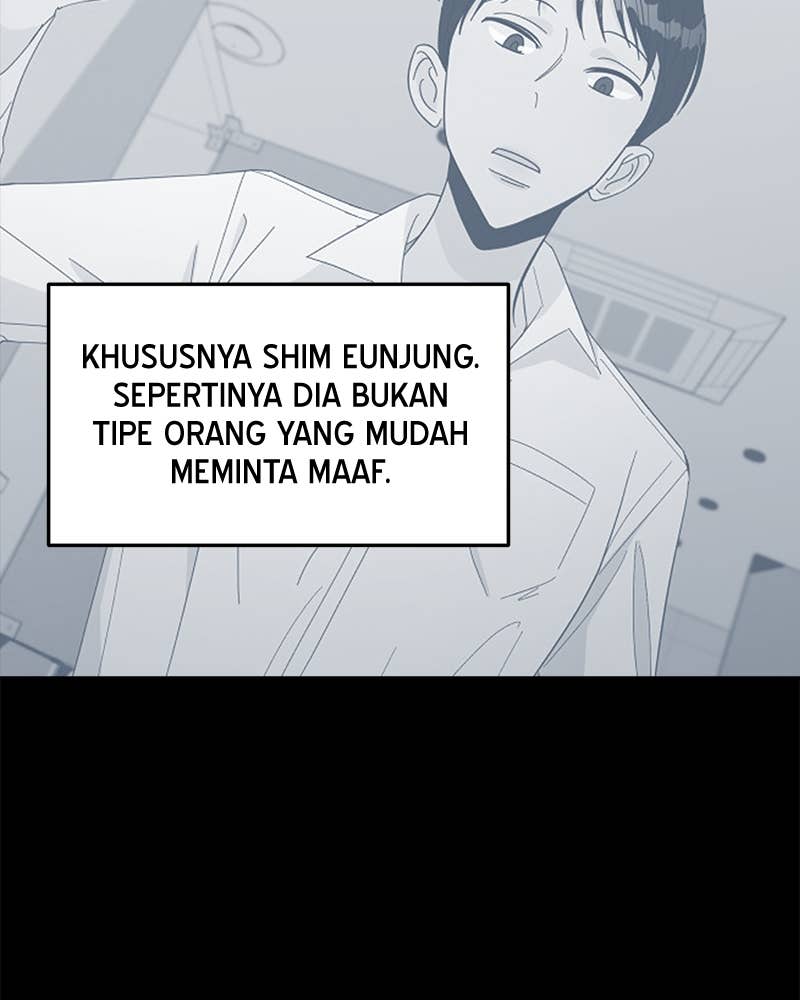 KHUSUSNYA SHIM EUNJUNG.
SEPERTINYA DIA BUKAN
TIPE ORANG YANG MUDAH
MEMINTA MAAF.